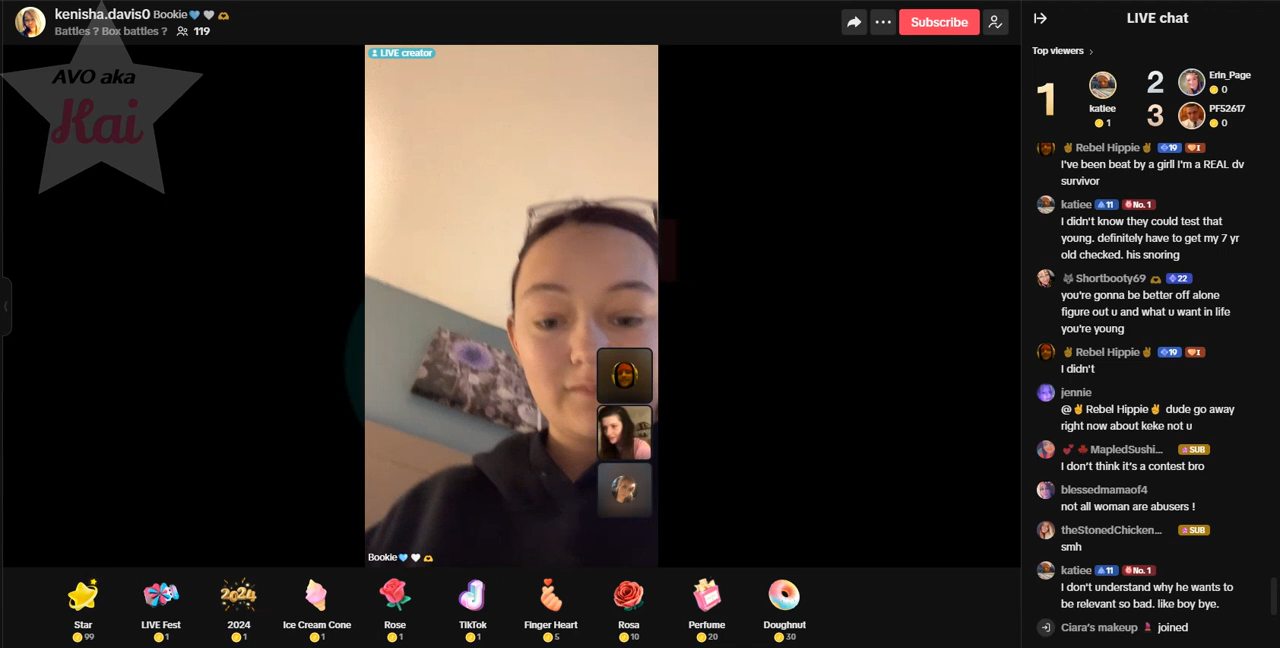 kenisha.davis0 Bookie💙🤍🫶
Battles ? Box battles ? 119
Subscribe
AVO aka
Kai
LIVE creator
Bookie💙🤍🫶
Star
99
LIVE Fest
1
2024
2024
1
Ice Cream Cone
1
Rose
1
TikTok
1
Finger Heart
5
Rosa
10
Perfume
20
Doughnut
30
LIVE chat
Top viewers ›
1
katiee
1
2
Erin_Page
0
3
PF52617
0
✌Rebel Hippie✌ 19 I
I've been beat by a girll I'm a REAL dv
survivor
katiee 11 No. 1
I didn't know they could test that
young. definitely have to get my 7 yr
old checked. his snoring
Shortbooty69 22
you're gonna be better off alone
figure out u and what u want in life
you're young
✌Rebel Hippie✌ 19 I
I didn't
jennie
@✌Rebel Hippie✌ dude go away
right now about keke not u
💕🍁MapledSushi... SUB
I don't think it's a contest bro
blessedmamaof4
not all woman are abusers !
theStonedChicken... SUB
smh
katiee 11 No. 1
I don't understand why he wants to
be relevant so bad. like boy bye.
Ciara's makeup 💄 joined